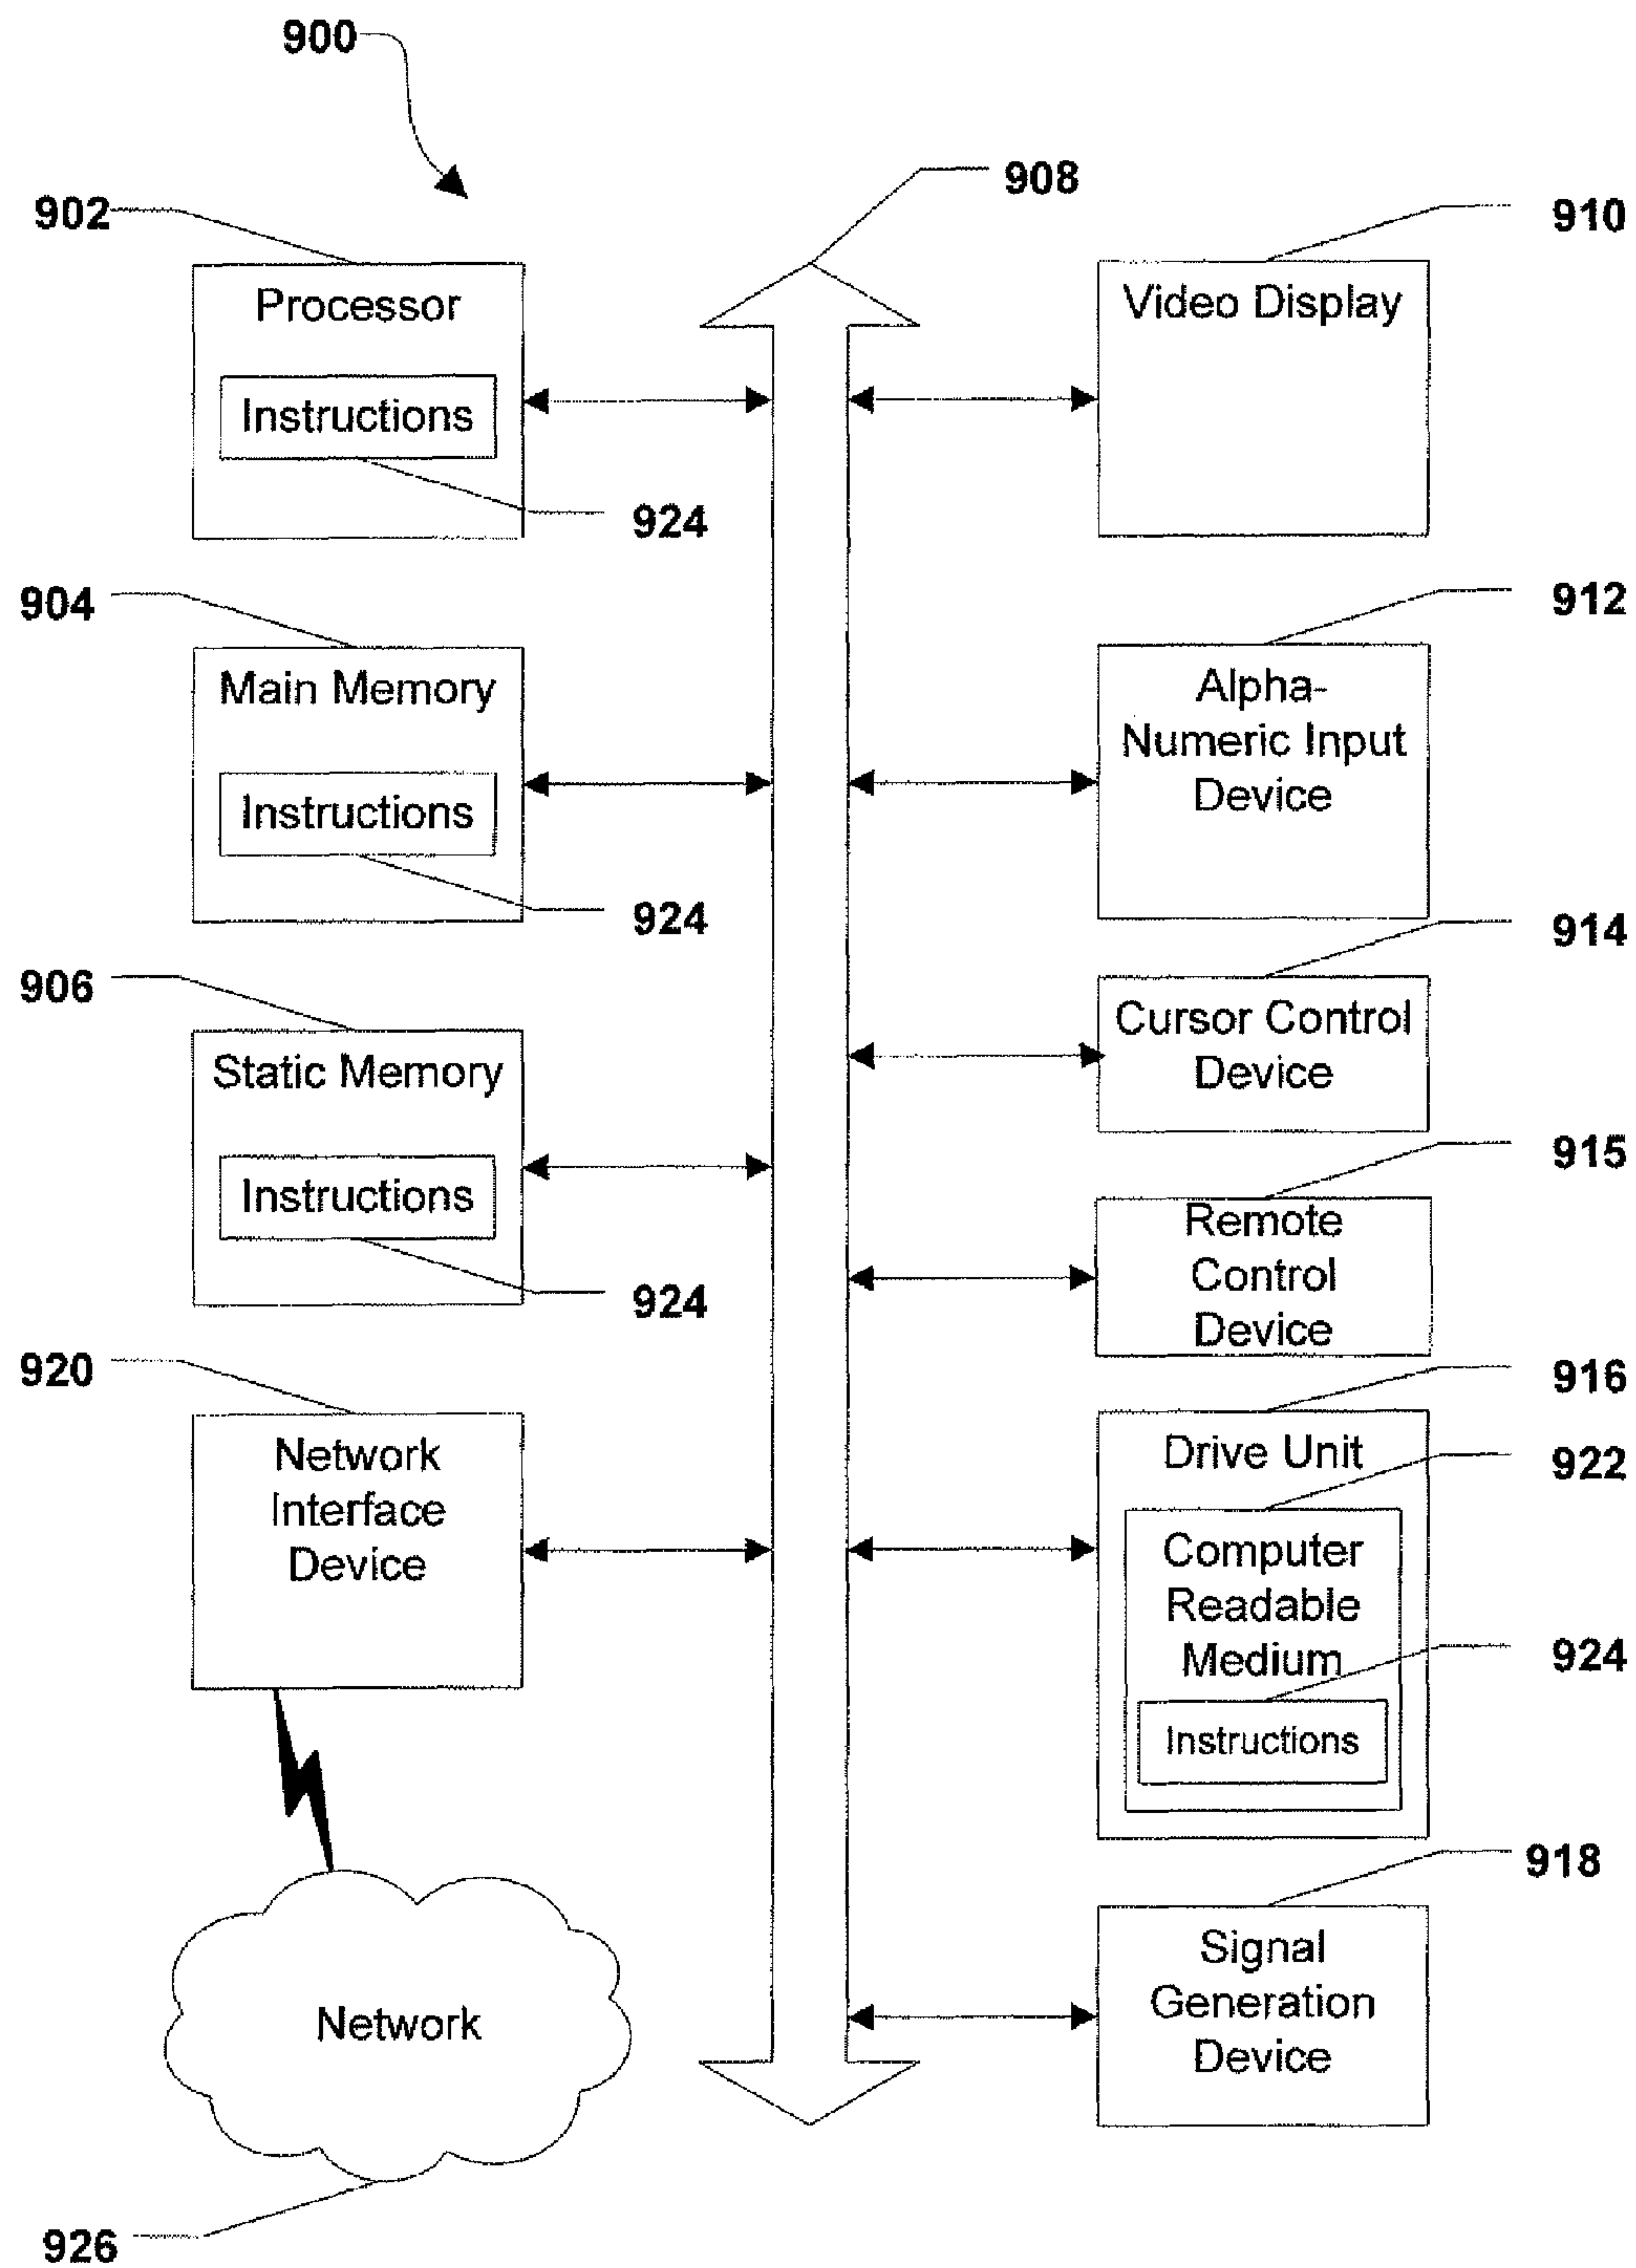 900
908
902
910
Processor
Video Display
Instructions
924
904
912
Main Memory
Alpha-
Numeric Input
Device
Instructions
924
914
906
Cursor Control
Device
Static Memory
915
Instructions
Remote
Control
Device
924
920
916
Network
Interface
Device
Drive Unit
922
Computer
Readable
Medium
924
Instructions
918
Signal
Generation
Device
Network
926